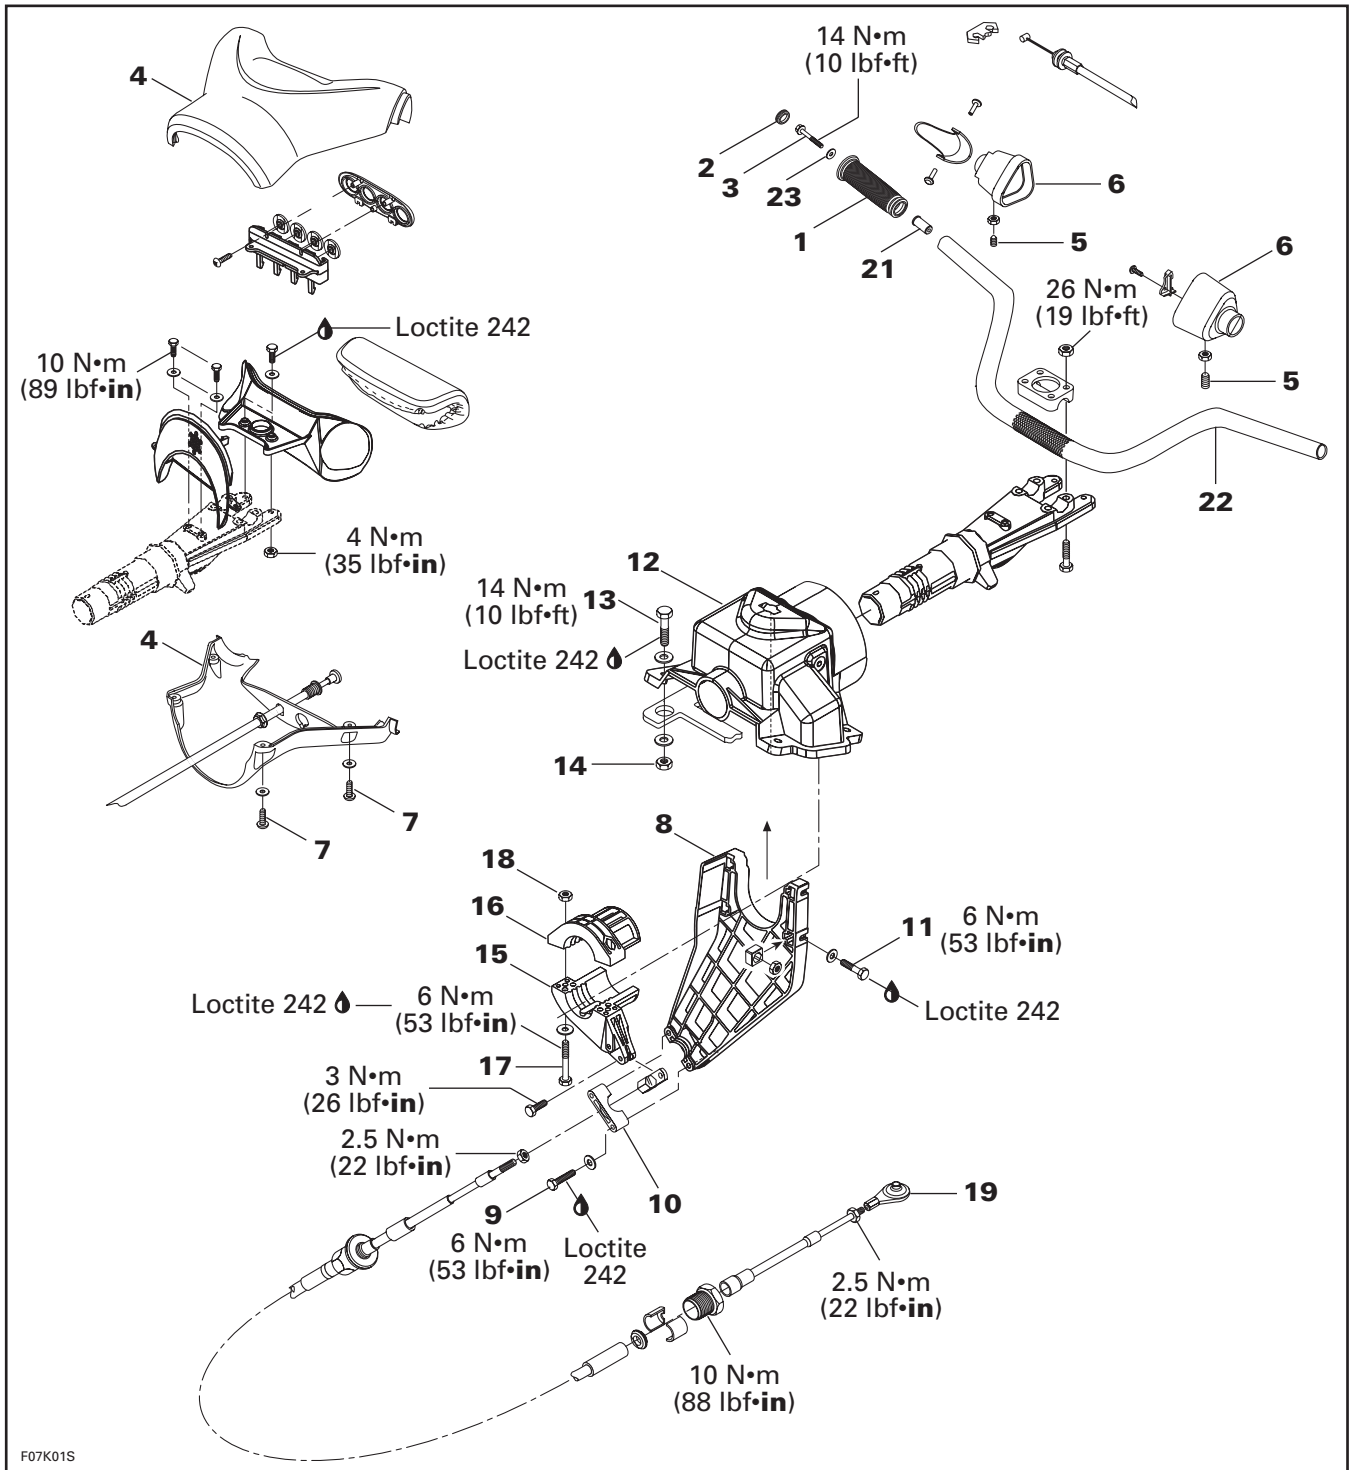 14 N•m
(10 lbf•ft)
4
2
3
23
1
21
6
5
6
26 N•m
(19 lbf•ft)
5
22
Loctite 242
10 N•m
(89 lbf•in)
4 N•m
(35 lbf•in)
12
14 N•m
(10 lbf•ft)
13
Loctite 242
4
14
7
7
8
18
16
15
11
6 N•m
(53 lbf•in)
Loctite 242
Loctite 242
6 N•m
(53 lbf•in)
17
3 N•m
(26 lbf•in)
2.5 N•m
(22 lbf•in)
10
9
6 N•m
(53 lbf•in)
Loctite
242
19
2.5 N•m
(22 lbf•in)
10 N•m
(88 lbf•in)
F07K01S